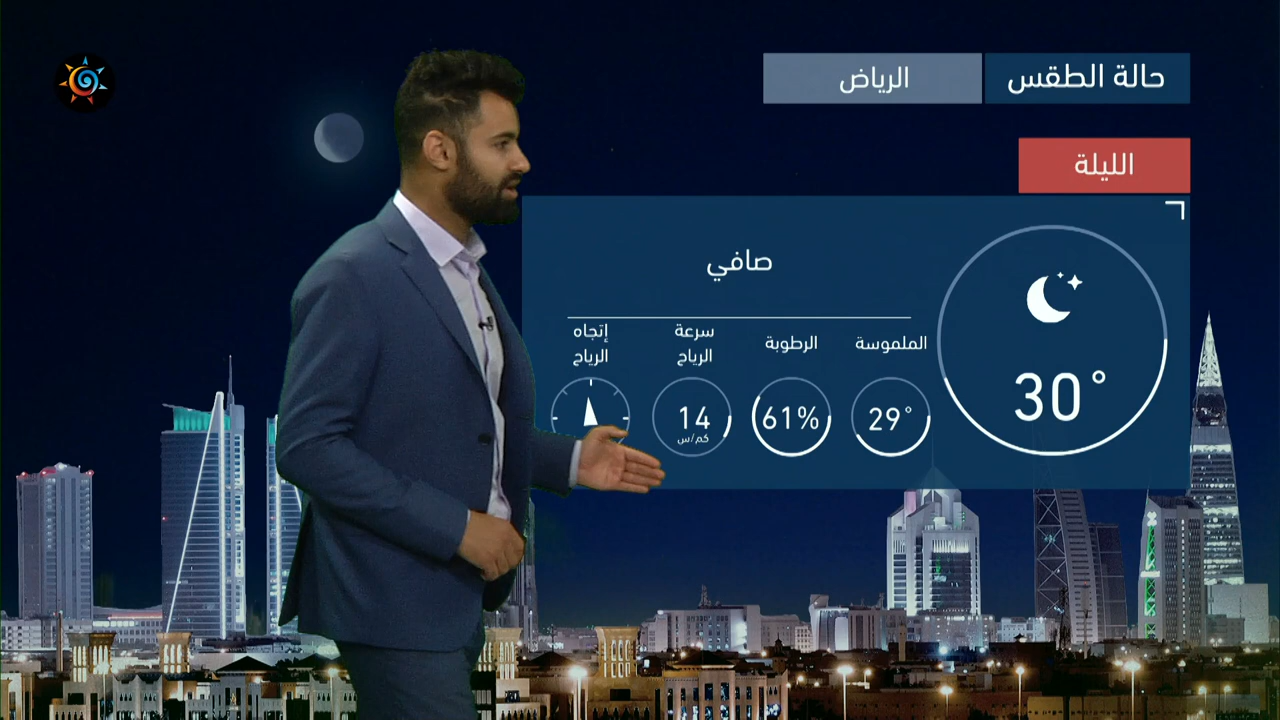 حالة الطقس
الرياض
الليلة
30°
صافي
الملموسة
29°
الرطوبة
61%
سرعة
الرياح
14
كم/س
إتجاه
الرياح